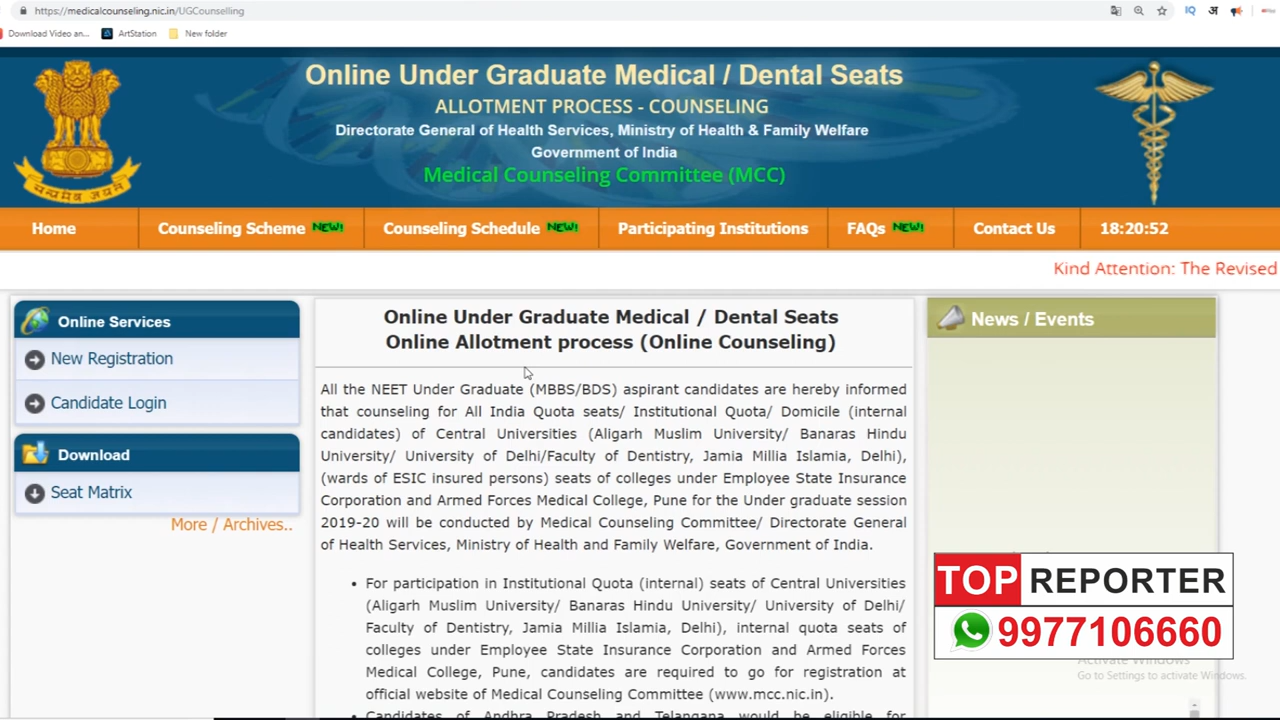 https://medicalcounseling.nic.in/UGCounselling
Download Video an... ArtStation New folder
Online Under Graduate Medical / Dental Seats
ALLOTMENT PROCESS - COUNSELING
Directorate General of Health Services, Ministry of Health & Family Welfare
Government of India
Medical Counseling Committee (MCC)
सत्यमेव जयते
Home Counseling Scheme NEW! Counseling Schedule NEW! Participating Institutions FAQs NEW! Contact Us 18:20:52
Kind Attention: The Revised
Online Services
New Registration
Candidate Login
Download
Seat Matrix
More / Archives..
Online Under Graduate Medical / Dental Seats
Online Allotment process (Online Counseling)
All the NEET Under Graduate (MBBS/BDS) aspirant candidates are hereby informed
that counseling for All India Quota seats/ Institutional Quota/ Domicile (internal
candidates) of Central Universities (Aligarh Muslim University/ Banaras Hindu
University/ University of Delhi/Faculty of Dentistry, Jamia Millia Islamia, Delhi),
(wards of ESIC insured persons) seats of colleges under Employee State Insurance
Corporation and Armed Forces Medical College, Pune for the Under graduate session
2019-20 will be conducted by Medical Counseling Committee/ Directorate General
of Health Services, Ministry of Health and Family Welfare, Government of India.
• For participation in Institutional Quota (internal) seats of Central Universities
(Aligarh Muslim University/ Banaras Hindu University/ University of Delhi/
Faculty of Dentistry, Jamia Millia Islamia, Delhi), internal quota seats of
colleges under Employee State Insurance Corporation and Armed Forces
Medical College, Pune, candidates are required to go for registration at
official website of Medical Counseling Committee (www.mcc.nic.in).
• Candidates of Andhra Pradesh and Telangana would be eligible for
News / Events
TOP REPORTER
9977106660
Activate Windows
Go to Settings to activate Windows.